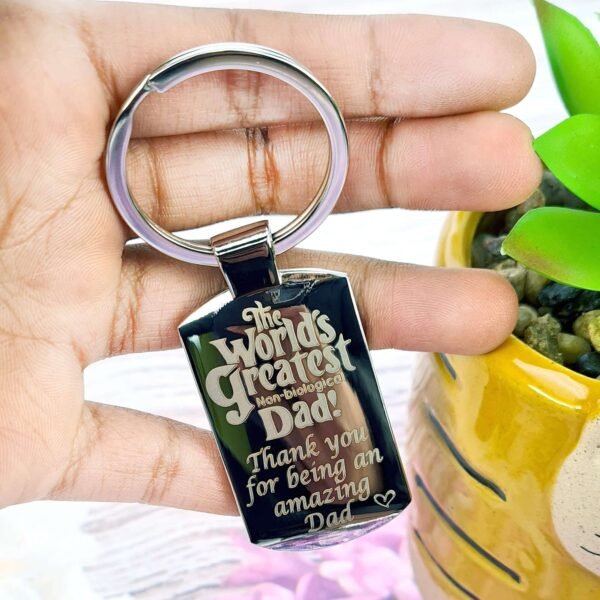 The
World's
Greatest
Non-biological
Dad!
Thank you
for being an
amazing
Dad